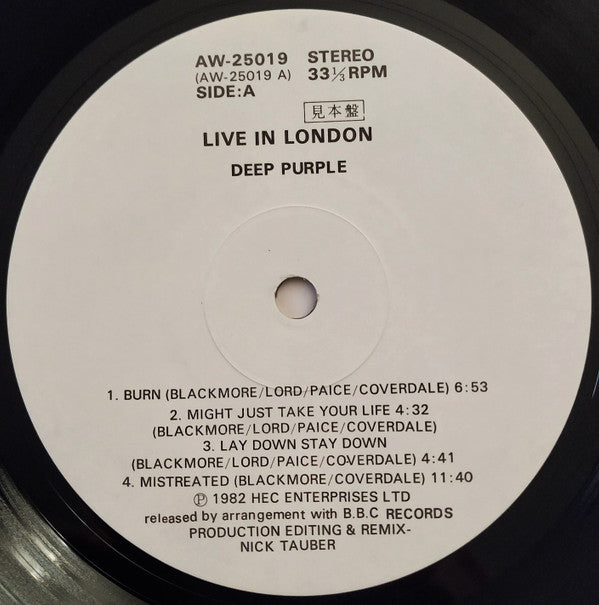 AW-25019 STEREO
(AW-25019 A) 33⅓ RPM
SIDE:A
見本盤
LIVE IN LONDON
DEEP PURPLE
1. BURN (BLACKMORE/LORD/PAICE/COVERDALE) 6:53
2. MIGHT JUST TAKE YOUR LIFE 4:32
(BLACKMORE/LORD/PAICE/COVERDALE)
3. LAY DOWN STAY DOWN
(BLACKMORE/LORD/PAICE/COVERDALE) 4:41
4. MISTREATED (BLACKMORE/COVERDALE) 11:40
Ⓟ 1982 HEC ENTERPRISES LTD
released by arrangement with B.B.C RECORDS
PRODUCTION EDITING & REMIX-
NICK TAUBER